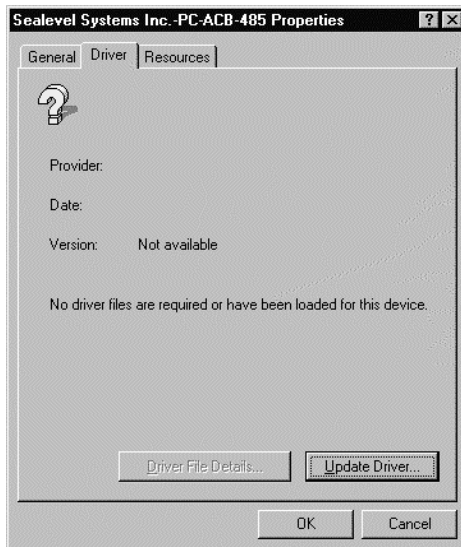 Sealevel Systems Inc.-PC-ACB-485 Properties
General Driver Resources
Provider:
Date:
Version: Not available
No driver files are required or have been loaded for this device.
Driver File Details... Update Driver...
OK Cancel